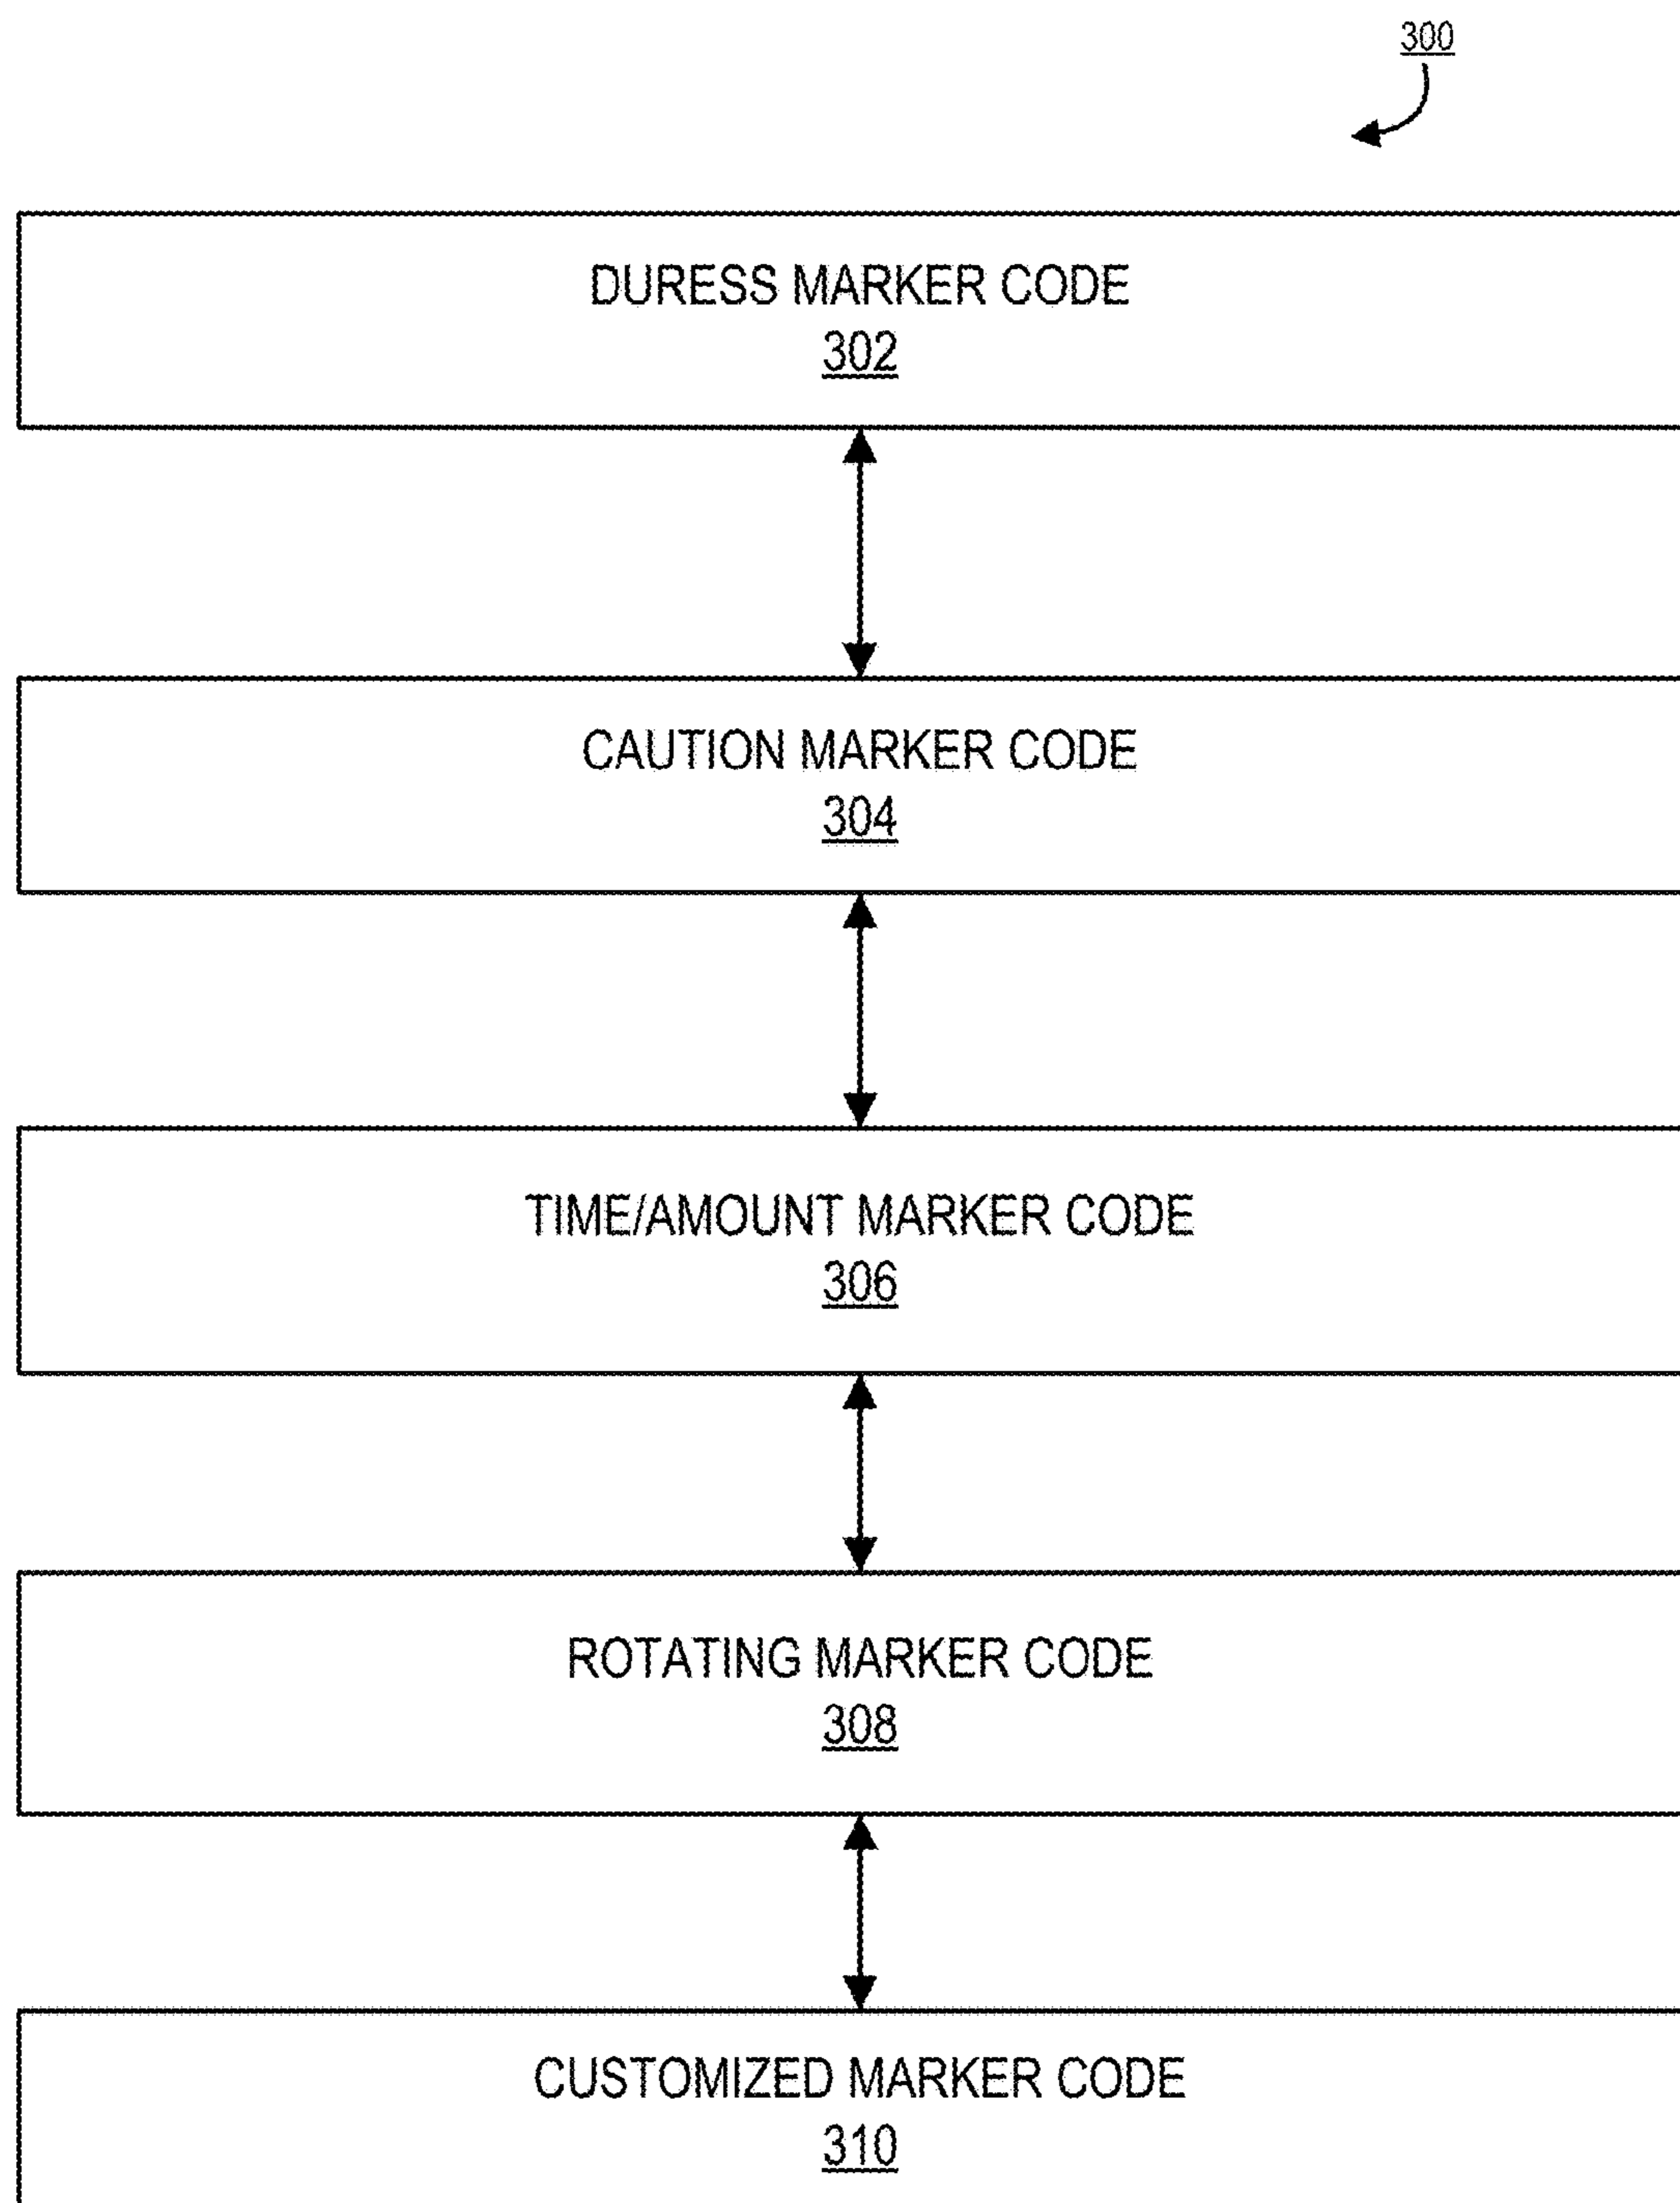 300
DURESS MARKER CODE
302
CAUTION MARKER CODE
304
TIME/AMOUNT MARKER CODE
306
ROTATING MARKER CODE
308
CUSTOMIZED MARKER CODE
310